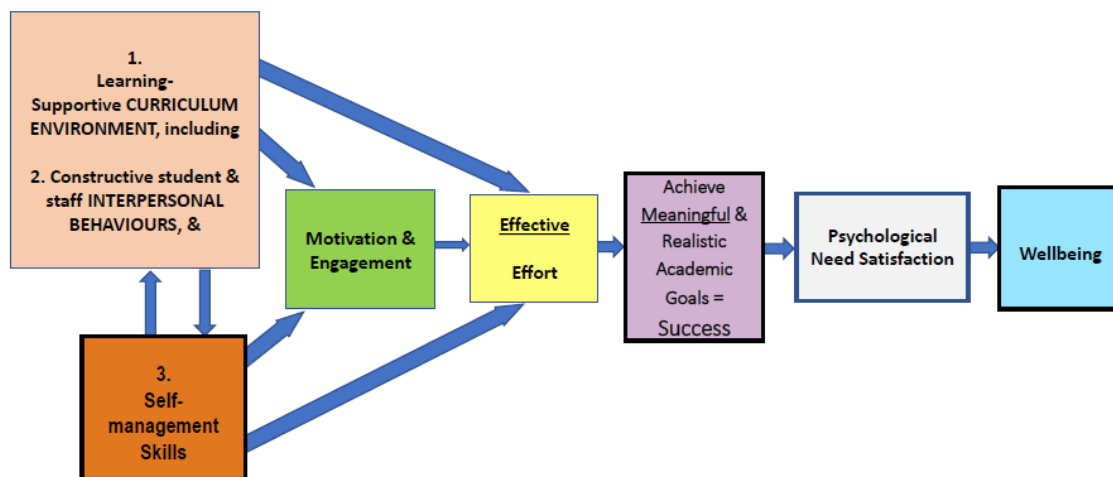 1.
Learning-
Supportive CURRICULUM
ENVIRONMENT, including
2. Constructive student &
staff INTERPERSONAL
BEHAVIOURS, &
3.
Self-
management
Skills
Motivation &
Engagement
Effective
Effort
Achieve
Meaningful &
Realistic
Academic
Goals =
Success
Psychological
Need Satisfaction
Wellbeing